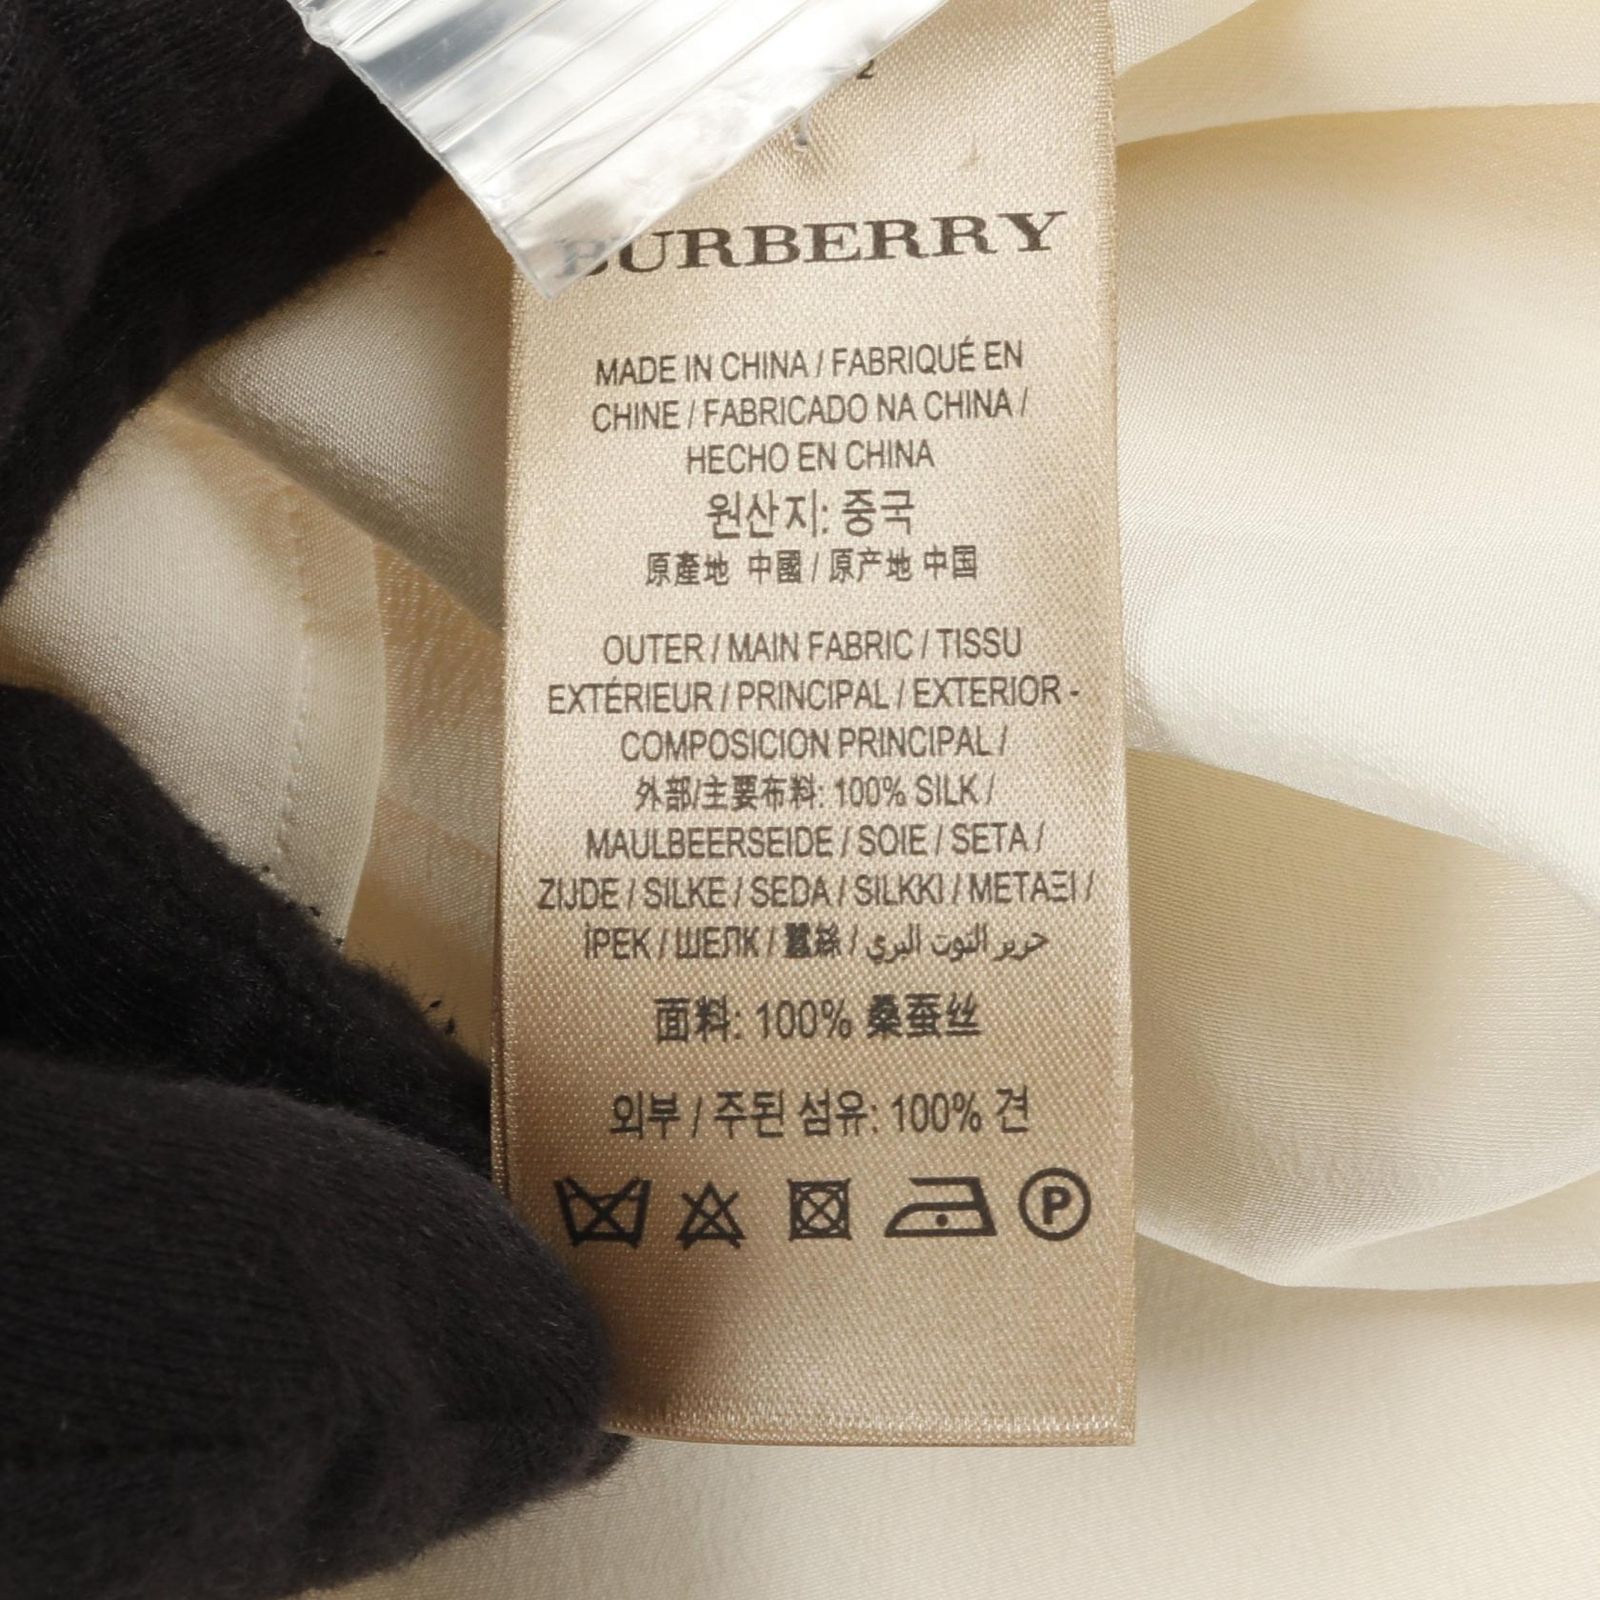 2
BURBERRY
MADE IN CHINA / FABRIQUÉ EN
CHINE / FABRICADO NA CHINA /
HECHO EN CHINA
원산지: 중국
原產地 中國 / 原产地 中国
OUTER / MAIN FABRIC / TISSU
EXTÉRIEUR / PRINCIPAL / EXTERIOR -
COMPOSICION PRINCIPAL /
外部/主要布料: 100% SILK /
MAULBEERSEIDE / SOIE / SETA /
ZIJDE / SILKE / SEDA / SILKKI / ΜΕΤΑΞΙ /
İPEK / ШЕЛК / 蠶絲 / حرير التوت البري
面料: 100% 桑蚕丝
외부 / 주된 섬유: 100% 견
P